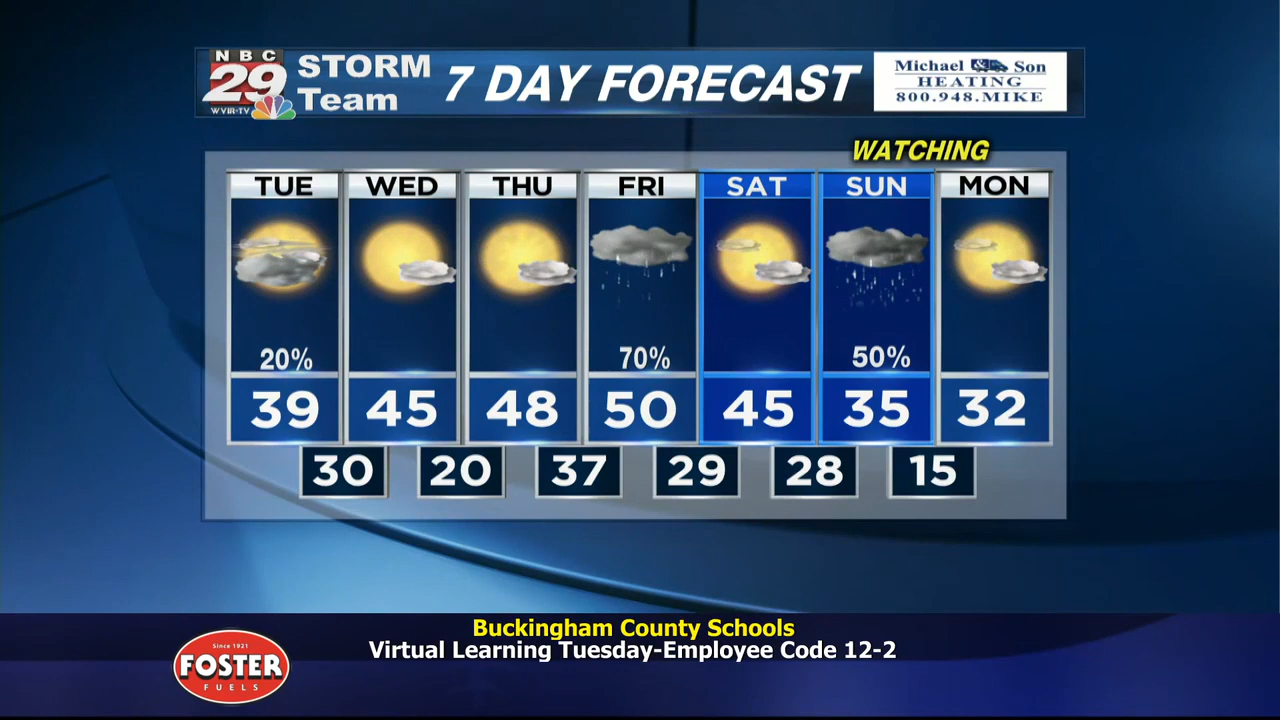 NBC
29
WVIR-TV
STORM
Team
7 DAY FORECAST
Michael Son
HEATING
800.948.MIKE
WATCHING
TUE WED THU FRI SAT SUN MON
20% 70% 50%
39 45 48 50 45 35 32
30 20 37 29 28 15
Buckingham County Schools
Virtual Learning Tuesday-Employee Code 12-2
Since 1921
FOSTER
FUELS